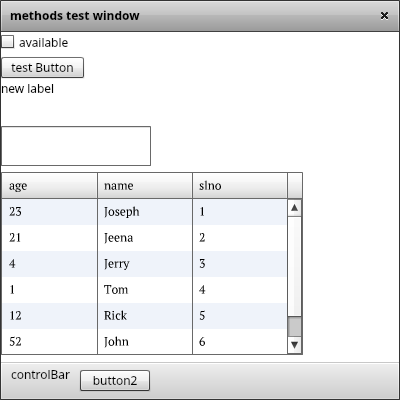 methods test window
available
test Button
new label
age name slno
23 Joseph 1
21 Jeena 2
4 Jerry 3
1 Tom 4
12 Rick 5
52 John 6
controlBar button2